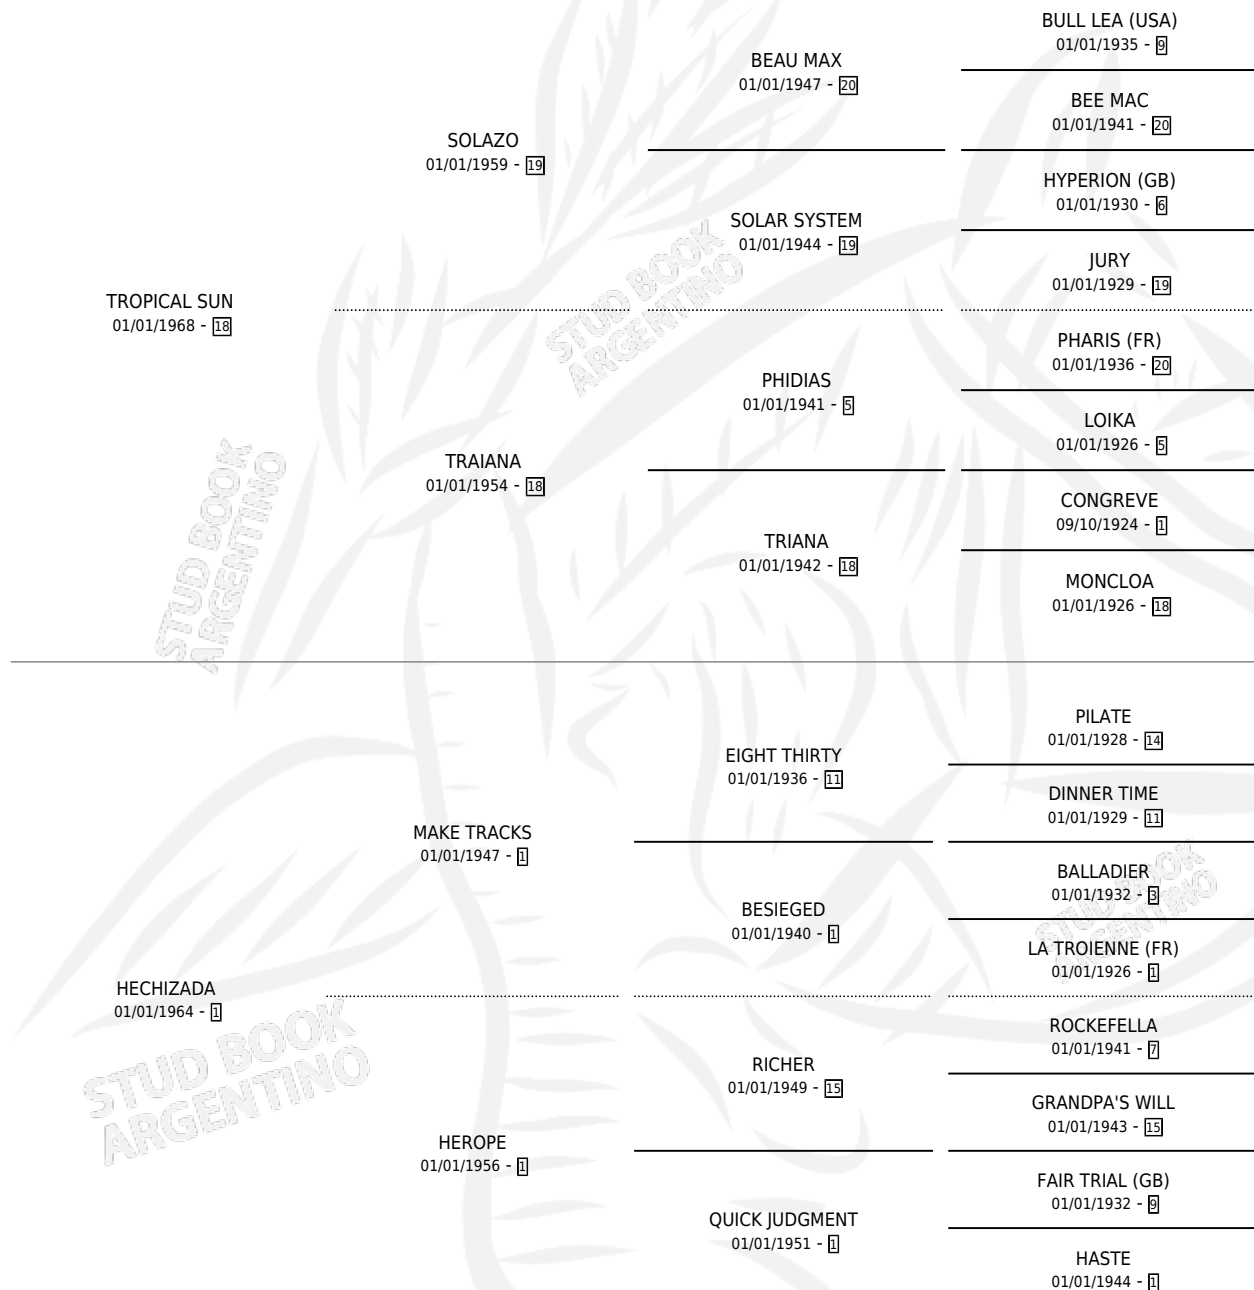 BULL LEA (USA)
01/01/1935 - 9
BEAU MAX
01/01/1947 - 20
BEE MAC
01/01/1941 - 20
SOLAZO
01/01/1959 - 19
HYPERION (GB)
01/01/1930 - 6
SOLAR SYSTEM
01/01/1944 - 19
JURY
01/01/1929 - 19
TROPICAL SUN
01/01/1968 - 18
PHARIS (FR)
01/01/1936 - 20
PHIDIAS
01/01/1941 - 5
LOIKA
01/01/1926 - 5
TRAIANA
01/01/1954 - 18
CONGREVE
09/10/1924 - 1
TRIANA
01/01/1942 - 18
MONCLOA
01/01/1926 - 18
PILATE
01/01/1928 - 14
EIGHT THIRTY
01/01/1936 - 11
DINNER TIME
01/01/1929 - 11
MAKE TRACKS
01/01/1947 - 1
BALLADIER
01/01/1932 - 3
BESIEGED
01/01/1940 - 1
LA TROIENNE (FR)
01/01/1926 - 1
HECHIZADA
01/01/1964 - 1
ROCKEFELLA
01/01/1941 - 7
RICHER
01/01/1949 - 15
GRANDPA'S WILL
01/01/1943 - 15
HEROPE
01/01/1956 - 1
FAIR TRIAL (GB)
01/01/1932 - 9
QUICK JUDGMENT
01/01/1951 - 1
HASTE
01/01/1944 - 1
STUD BOOK
ARGENTINO
STUD BOOK
ARGENTINO
STUD BOOK
ARGENTINO
STUD BOOK
ARGENTINO